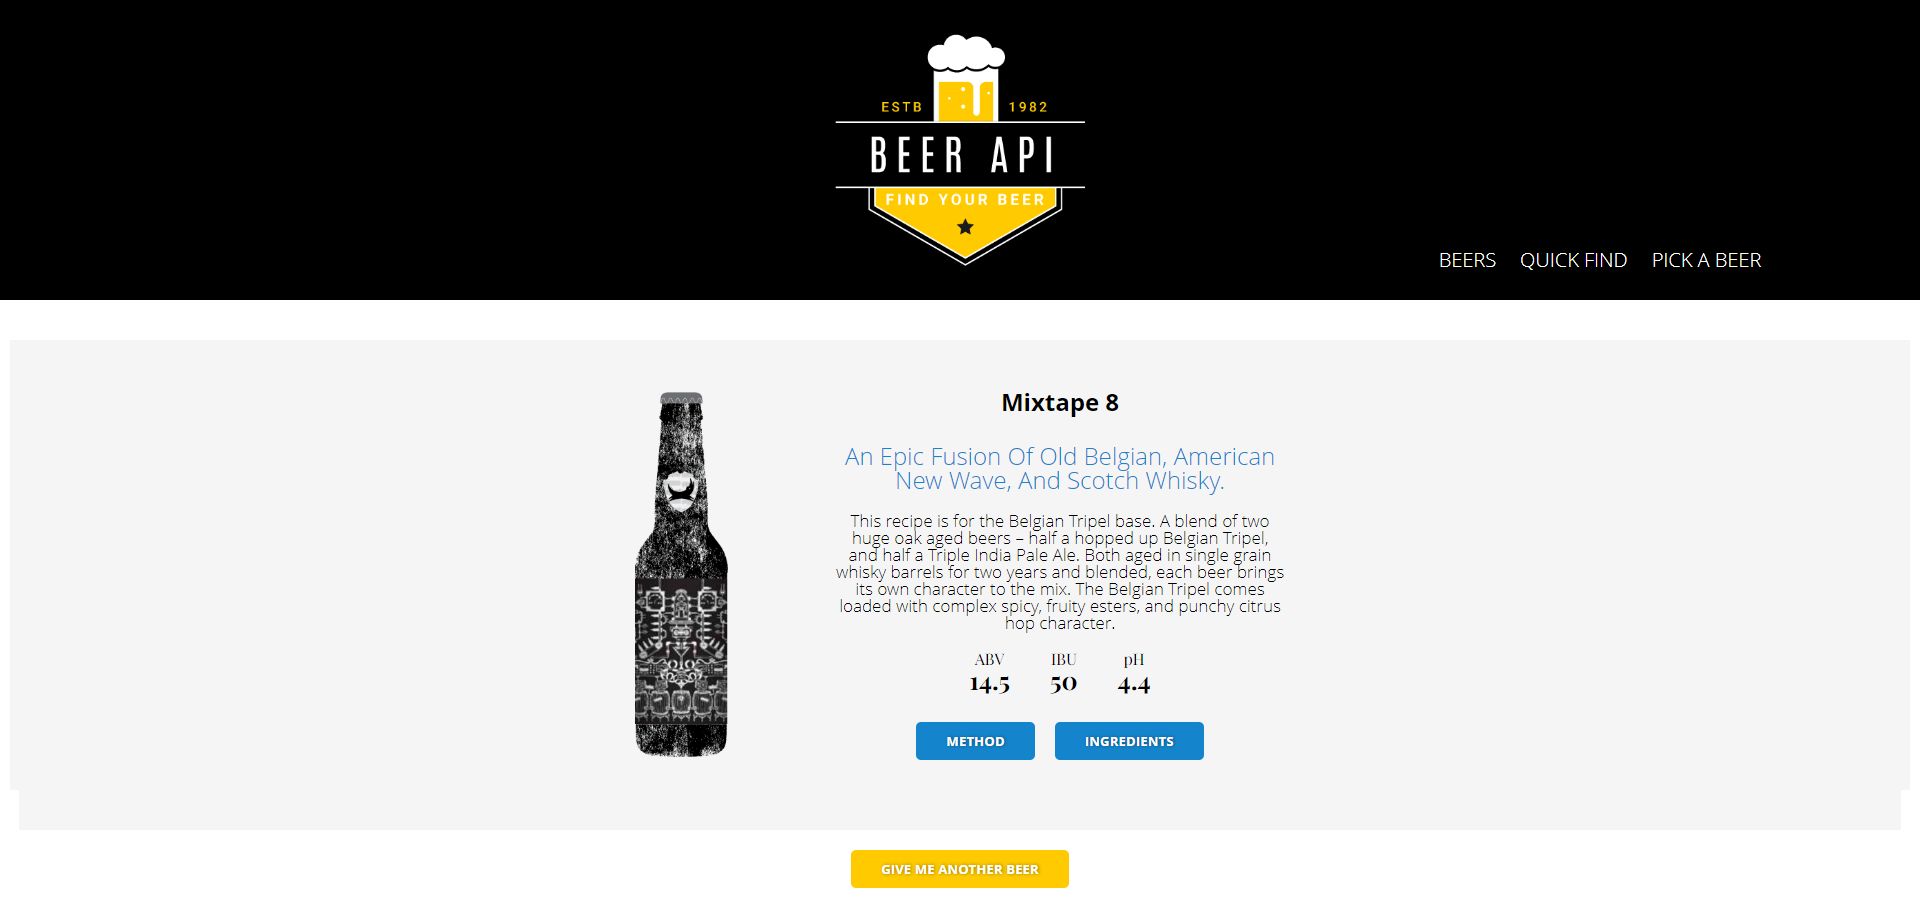 ESTB 1982
BEER API
FIND YOUR BEER
BEERS QUICK FIND PICK A BEER
Mixtape 8
An Epic Fusion Of Old Belgian, American
New Wave, And Scotch Whisky.
This recipe is for the Belgian Tripel base. A blend of two
huge oak aged beers – half a hopped up Belgian Tripel,
and half a Triple India Pale Ale. Both aged in single grain
whisky barrels for two years and blended, each beer brings
its own character to the mix. The Belgian Tripel comes
loaded with complex spicy, fruity esters, and punchy citrus
hop character.
ABV IBU pH
14.5 50 4.4
METHOD INGREDIENTS
GIVE ME ANOTHER BEER